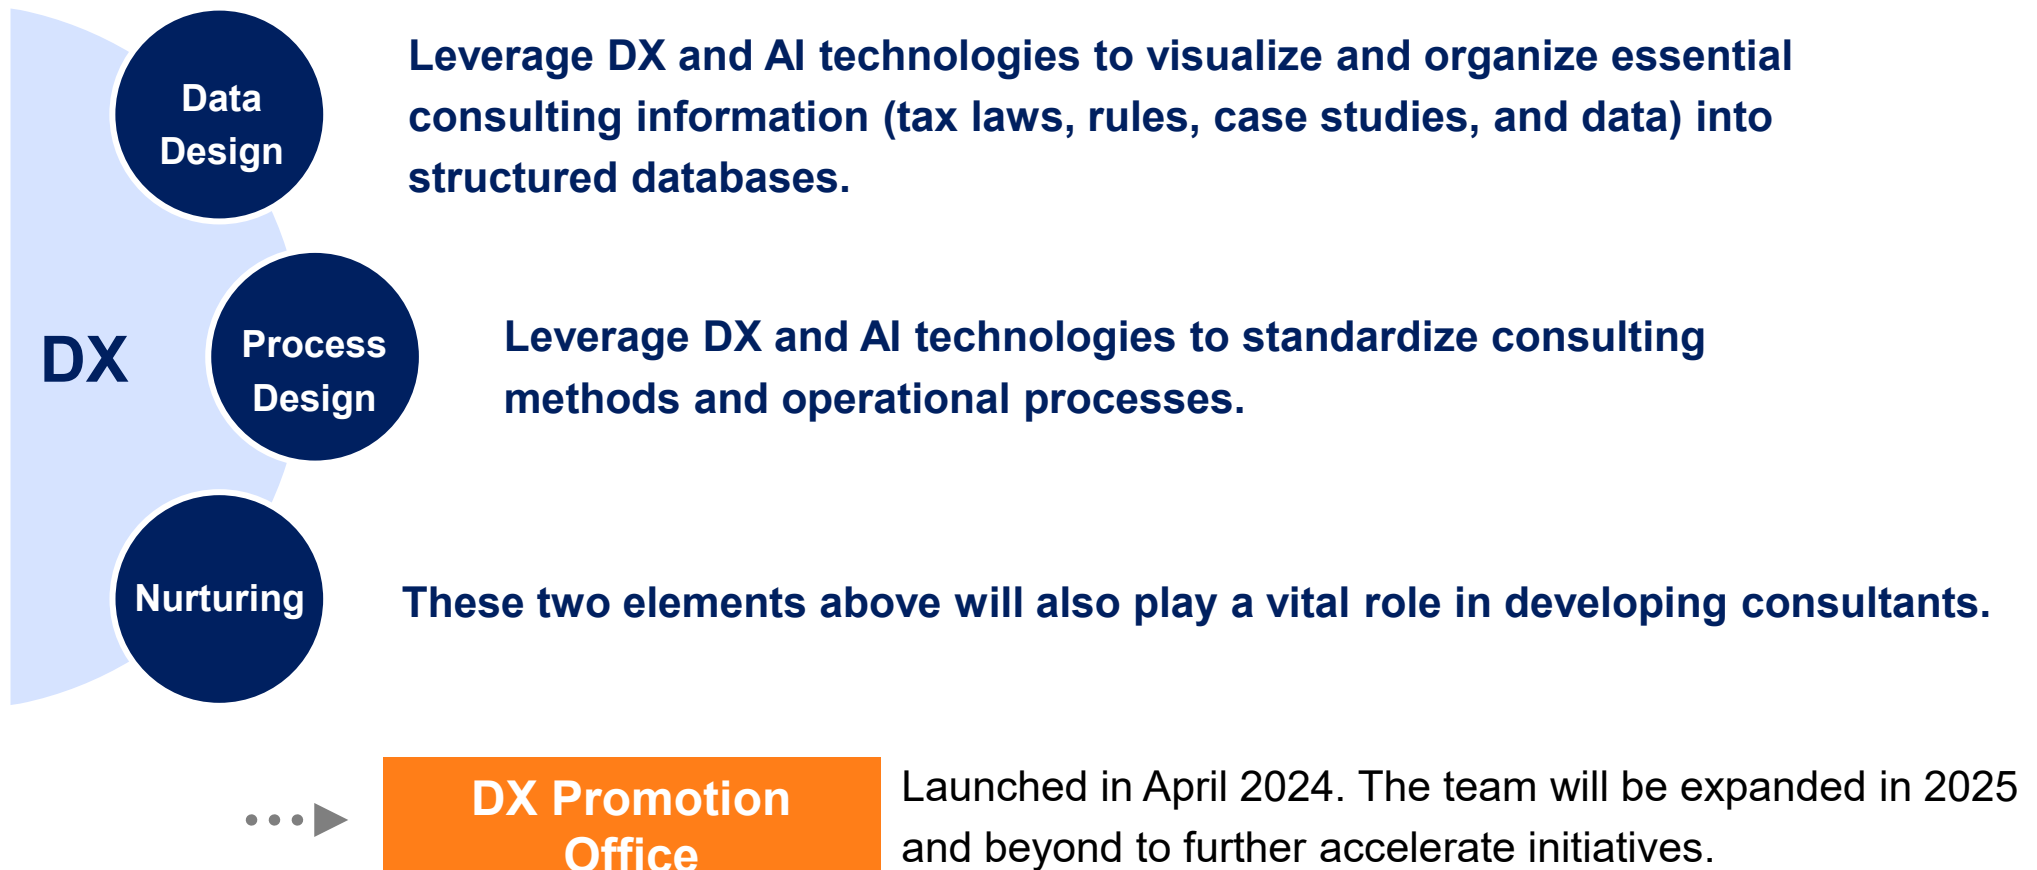 Data
Design
Leverage DX and AI technologies to visualize and organize essential
consulting information (tax laws, rules, case studies, and data) into
structured databases.
DX
Process
Design
Leverage DX and AI technologies to standardize consulting
methods and operational processes.
Nurturing
These two elements above will also play a vital role in developing consultants.
DX Promotion
Office
Launched in April 2024. The team will be expanded in 2025
and beyond to further accelerate initiatives.